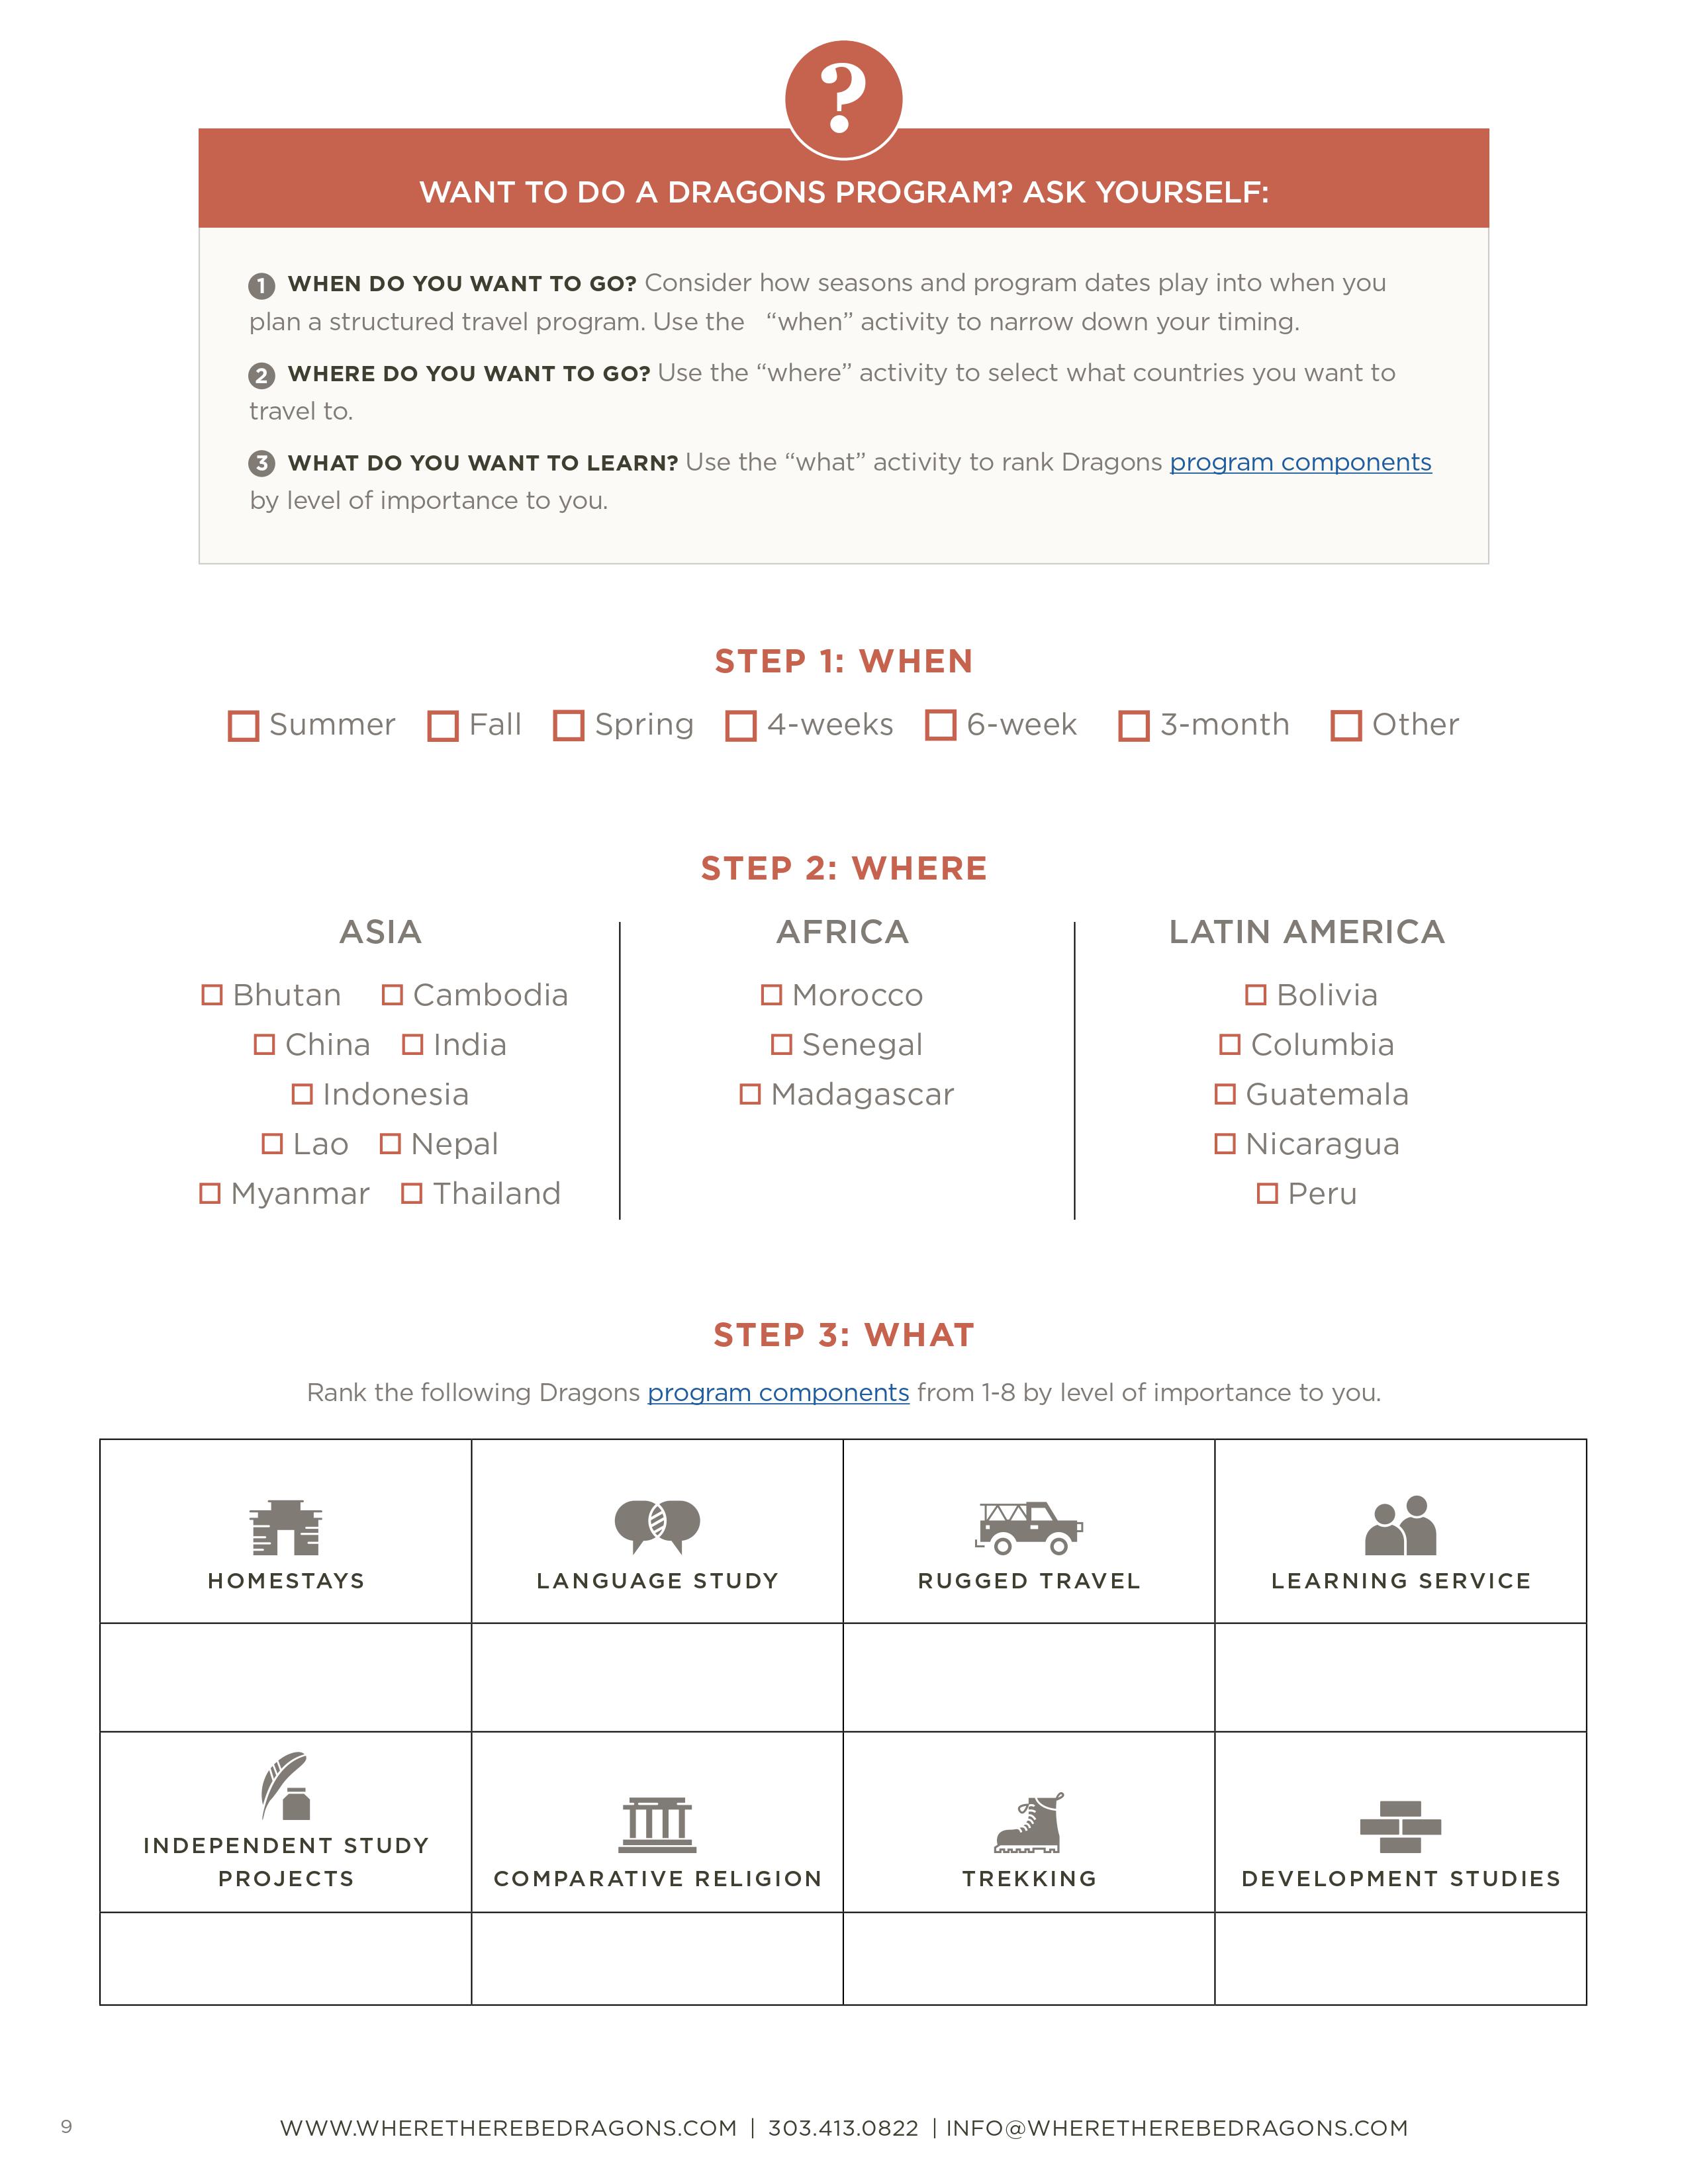 ?
WANT TO DO A DRAGONS PROGRAM? ASK YOURSELF:
1 WHEN DO YOU WANT TO GO? Consider how seasons and program dates play into when you
plan a structured travel program. Use the “when” activity to narrow down your timing.
2 WHERE DO YOU WANT TO GO? Use the “where” activity to select what countries you want to
travel to.
3 WHAT DO YOU WANT TO LEARN? Use the “what” activity to rank Dragons program components
by level of importance to you.
STEP 1: WHEN
Summer Fall Spring 4-weeks 6-week 3-month Other
STEP 2: WHERE
ASIA
Bhutan Cambodia
China India
Indonesia
Lao Nepal
Myanmar Thailand
AFRICA
Morocco
Senegal
Madagascar
LATIN AMERICA
Bolivia
Columbia
Guatemala
Nicaragua
Peru
STEP 3: WHAT
Rank the following Dragons program components from 1-8 by level of importance to you.
HOMESTAYS LANGUAGE STUDY RUGGED TRAVEL LEARNING SERVICE
INDEPENDENT STUDY
PROJECTS COMPARATIVE RELIGION TREKKING DEVELOPMENT STUDIES
9 WWW.WHERETHEREBEDRAGONS.COM | 303.413.0822 | INFO@WHERETHEREBEDRAGONS.COM